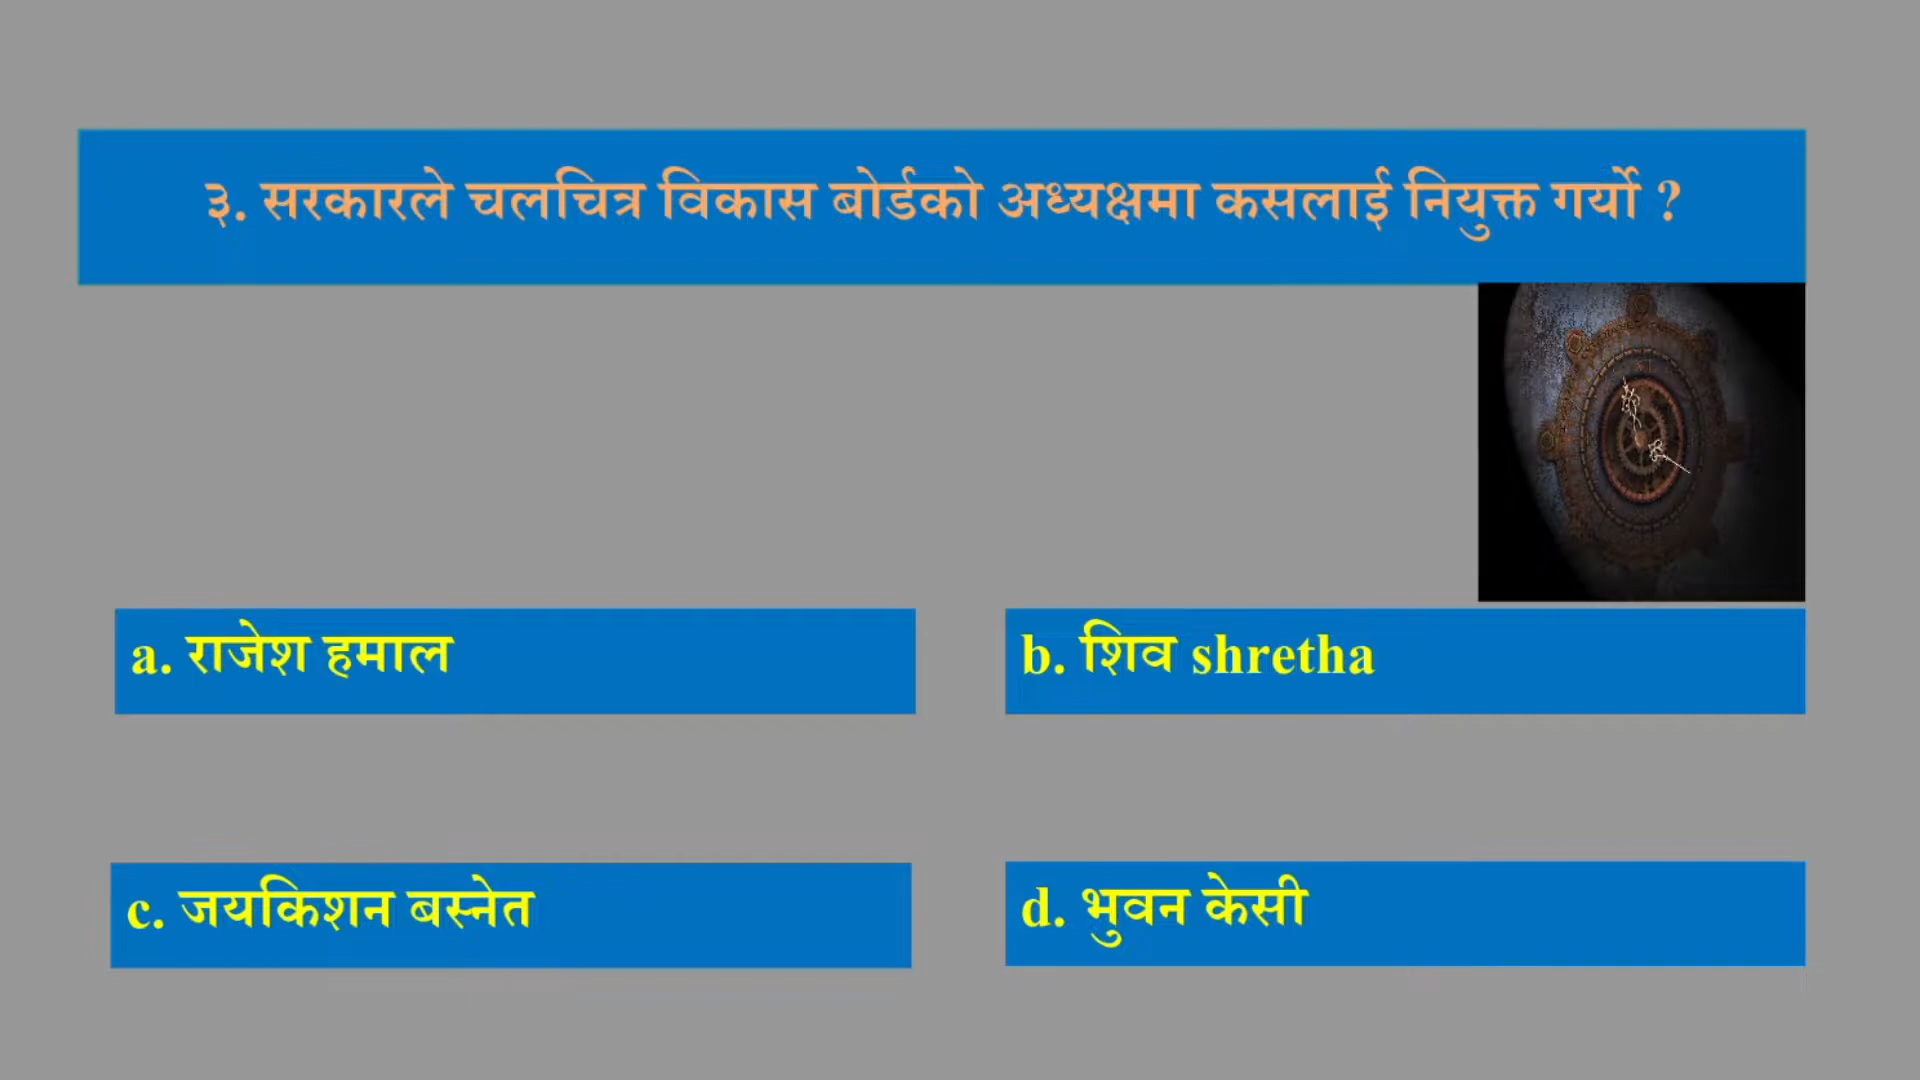 ३. सरकारले चलचित्र विकास बोर्डको अध्यक्षमा कसलाई नियुक्त गर्यो ?
a. राजेश हमाल
b. शिव shretha
c. जयकिशन बस्नेत
d. भुवन केसी